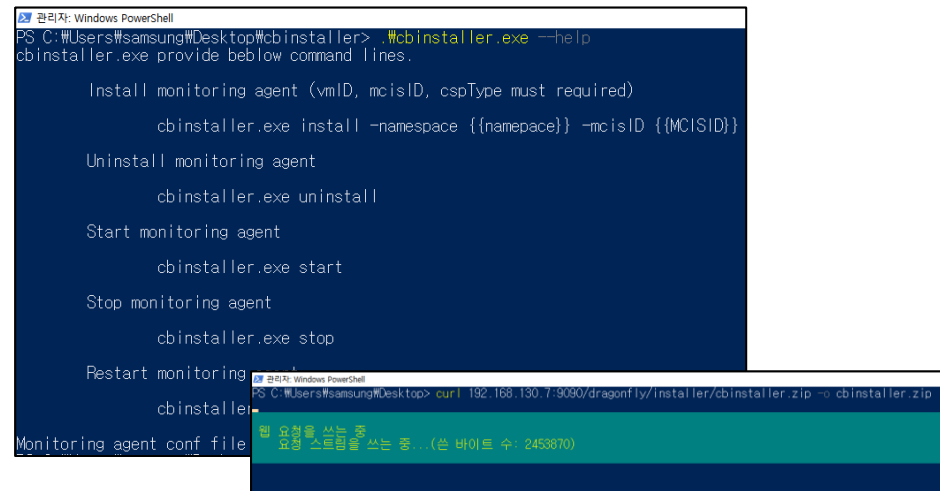 관리자: Windows PowerShell
PS C:₩Users₩samsung₩Desktop₩cbinstaller> .₩cbinstaller.exe --help
cbinstaller.exe provide beblow command lines.
Install monitoring agent (vmID, mcisID, cspType must required)
cbinstaller.exe install -namespace {{namepace}} -mcisID {{MCISID}}
Uninstall monitoring agent
cbinstaller.exe uninstall
Start monitoring agent
cbinstaller.exe start
Stop monitoring agent
cbinstaller.exe stop
Restart monitoring
cbinstaller
Monitoring agent conf file
관리자: Windows PowerShell
PS C:₩Users₩samsung₩Desktop> curl 192.168.130.7:9090/dragonfly/installer/cbinstaller.zip -o cbinstaller.zip
웹 요청을 쓰는 중
요청 스트림을 쓰는 중...(쓴 바이트 수: 2453870)